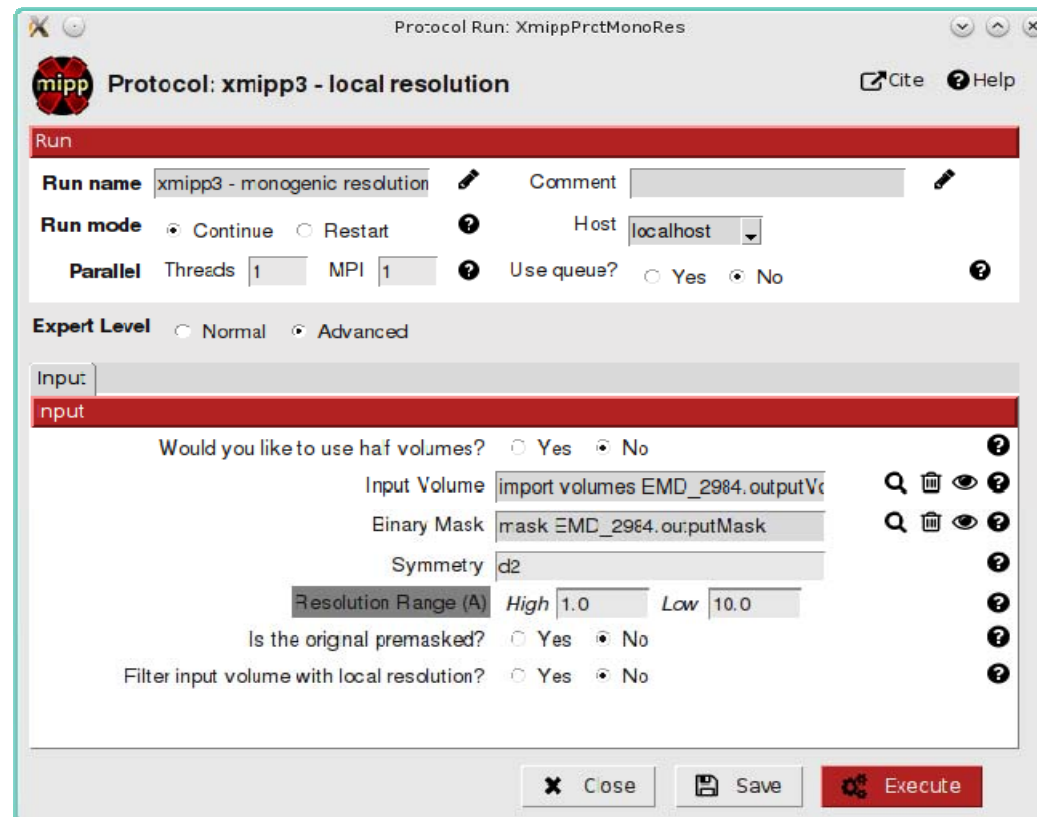 Protocol Run: XmippPrctMonoRes
mipp Protocol: xmipp3 - local resolution Cite Help
Run
Run name xmipp3 - monogenic resolution Comment
Run mode Continue Restart Host localhost
Parallel Threads 1 MPI 1 Use queue? Yes No
Expert Level Normal Advanced
Input
nput
Would you like to use half volumes? Yes No
Input Volume import volumes EMD_2984.outputVo
Binary Mask mask EMD_2984.outputMask
Symmetry d2
Resolution Range (A) High 1.0 Low 10.0
Is the original premasked? Yes No
Filter input volume with local resolution? Yes No
Close Save Execute